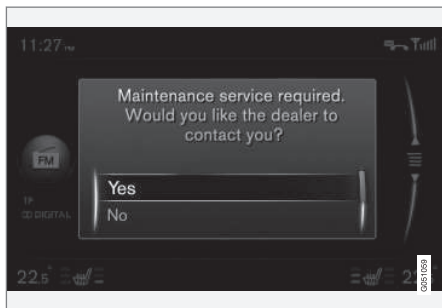 11:27
Maintenance service required.
Would you like the dealer to
contact you?
FM
Yes
No
TP
DIGITAL
22.5
22
G051059